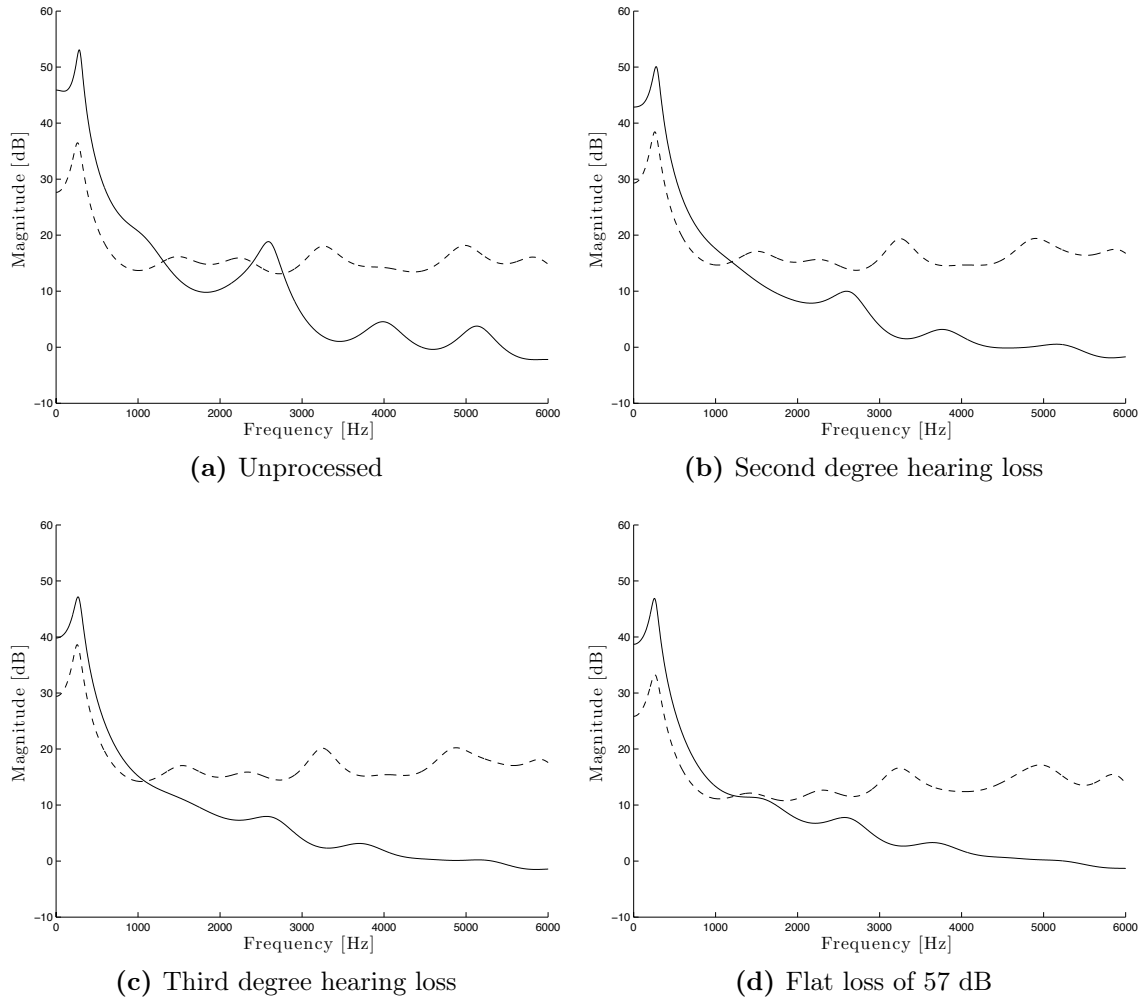 60
50
40
30
20
10
0
−10
Magnitude [dB]
0 1000 2000 3000 4000 5000 6000
Frequency [Hz]
(a) Unprocessed
60
50
40
30
20
10
0
−10
Magnitude [dB]
0 1000 2000 3000 4000 5000 6000
Frequency [Hz]
(b) Second degree hearing loss
60
50
40
30
20
10
0
−10
Magnitude [dB]
0 1000 2000 3000 4000 5000 6000
Frequency [Hz]
(c) Third degree hearing loss
60
50
40
30
20
10
0
−10
Magnitude [dB]
0 1000 2000 3000 4000 5000 6000
Frequency [Hz]
(d) Flat loss of 57 dB